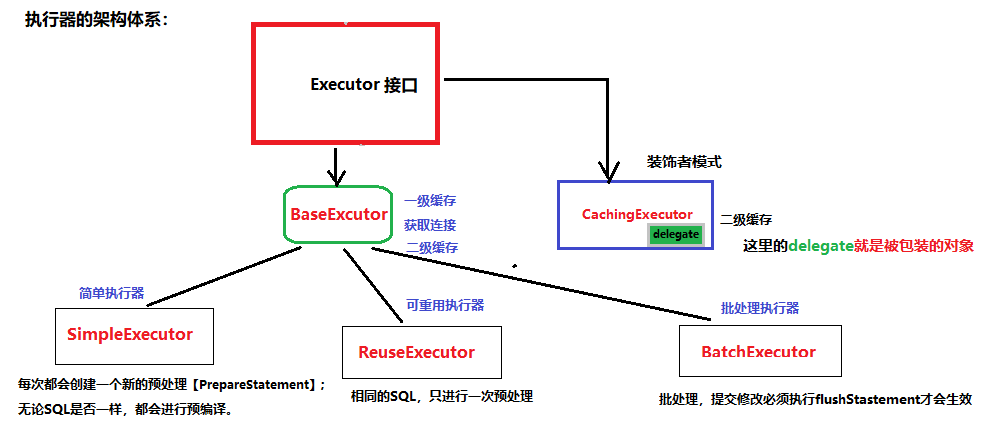 执行器的架构体系：
Executor 接口
装饰者模式
BaseExcutor
一级缓存
获取连接
二级缓存
CachingExecutor
delegate
二级缓存
这里的delegate就是被包装的对象
简单执行器
SimpleExecutor
可重用执行器
ReuseExecutor
批处理执行器
BatchExecutor
每次都会创建一个新的预处理【PrepareStatement】；
无论SQL是否一样，都会进行预编译。
相同的SQL，只进行一次预处理
批处理，提交修改必须执行flushStastement才会生效